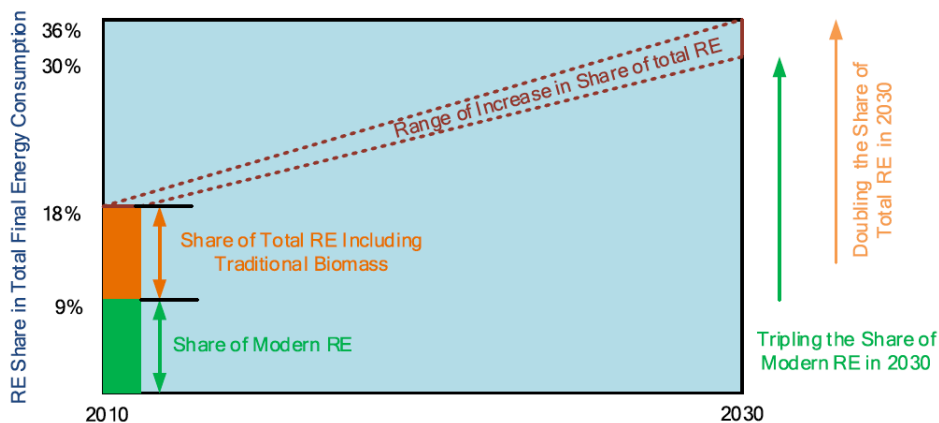 RE Share in Total Final Energy Consumption
36%
30%
18%
9%
Range of Increase in Share of total RE
Share of Total RE Including
Traditional Biomass
Share of Modern RE
2010
2030
Doubling the Share of
Total RE in 2030
Tripling the Share of
Modern RE in 2030